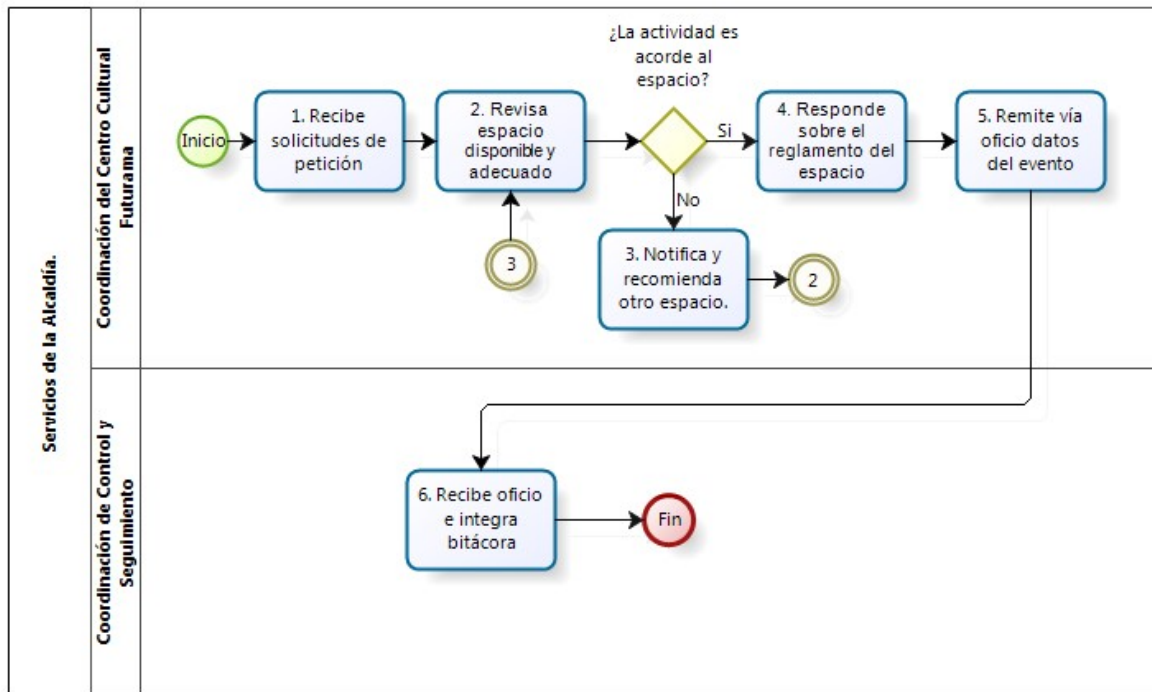 Servicios de la Alcaldía.
Coordinación del Centro Cultural
Futurama
¿La actividad es
acorde al
espacio?
Inicio
1. Recibe
solicitudes de
petición
2. Revisa
espacio
disponible y
adecuado
Si
4. Responde
sobre el
reglamento del
espacio
5. Remite vía
oficio datos
del evento
No
3
3. Notifica y
recomienda
otro espacio.
2
Coordinación de Control y
Seguimiento
6. Recibe oficio
e integra
bitácora
Fin